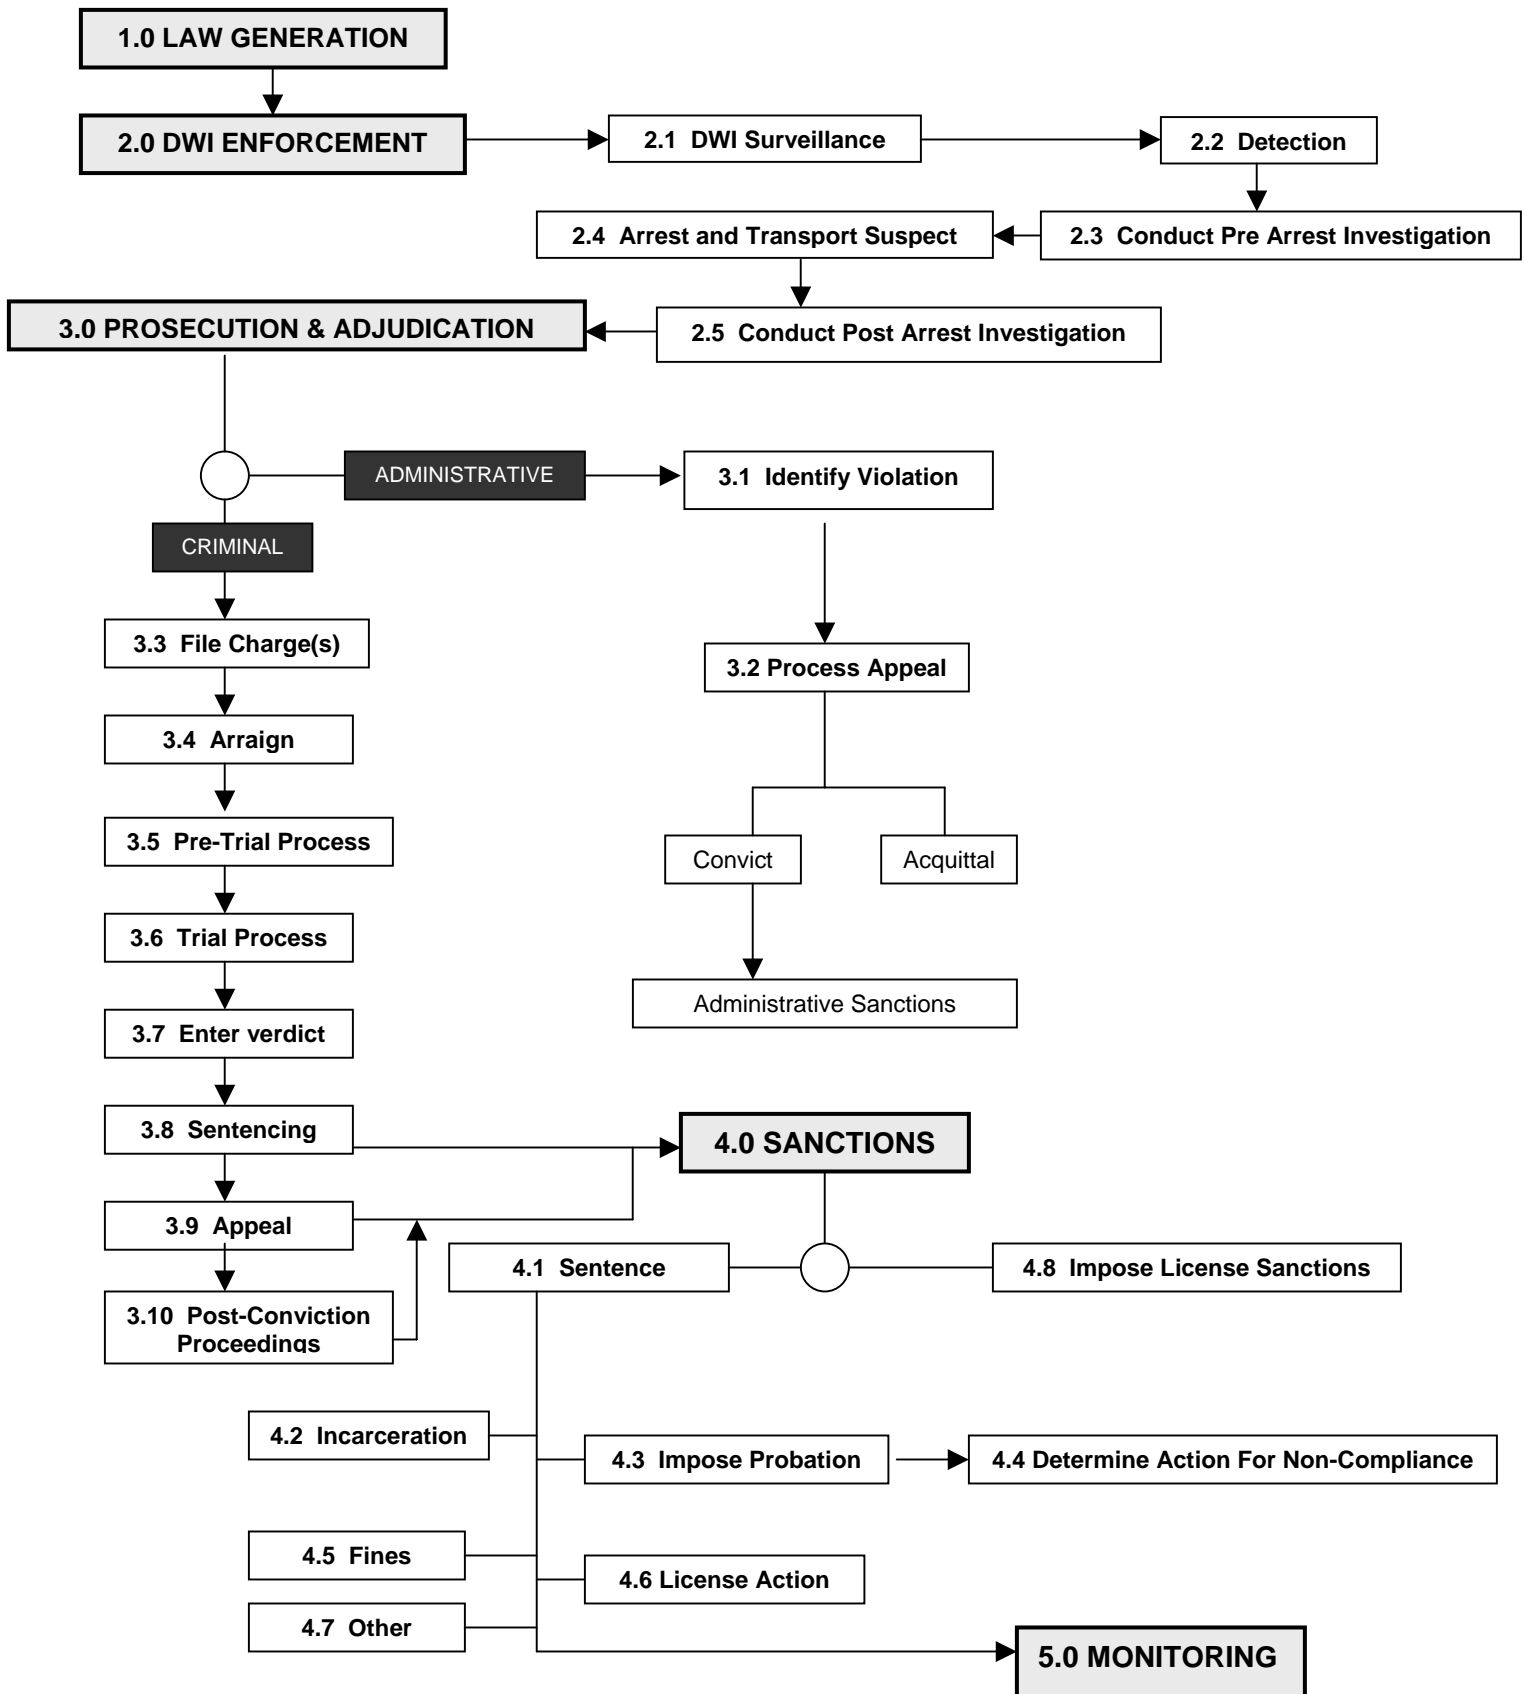 1.0 LAW GENERATION
2.0 DWI ENFORCEMENT
2.1 DWI Surveillance
2.2 Detection
2.4 Arrest and Transport Suspect
2.3 Conduct Pre Arrest Investigation
3.0 PROSECUTION & ADJUDICATION
2.5 Conduct Post Arrest Investigation
ADMINISTRATIVE
3.1 Identify Violation
CRIMINAL
3.3 File Charge(s)
3.2 Process Appeal
3.4 Arraign
3.5 Pre-Trial Process
Convict
Acquittal
3.6 Trial Process
Administrative Sanctions
3.7 Enter verdict
3.8 Sentencing
4.0 SANCTIONS
3.9 Appeal
4.1 Sentence
4.8 Impose License Sanctions
3.10 Post-Conviction
Proceedings
4.2 Incarceration
4.3 Impose Probation
4.4 Determine Action For Non-Compliance
4.5 Fines
4.6 License Action
4.7 Other
5.0 MONITORING